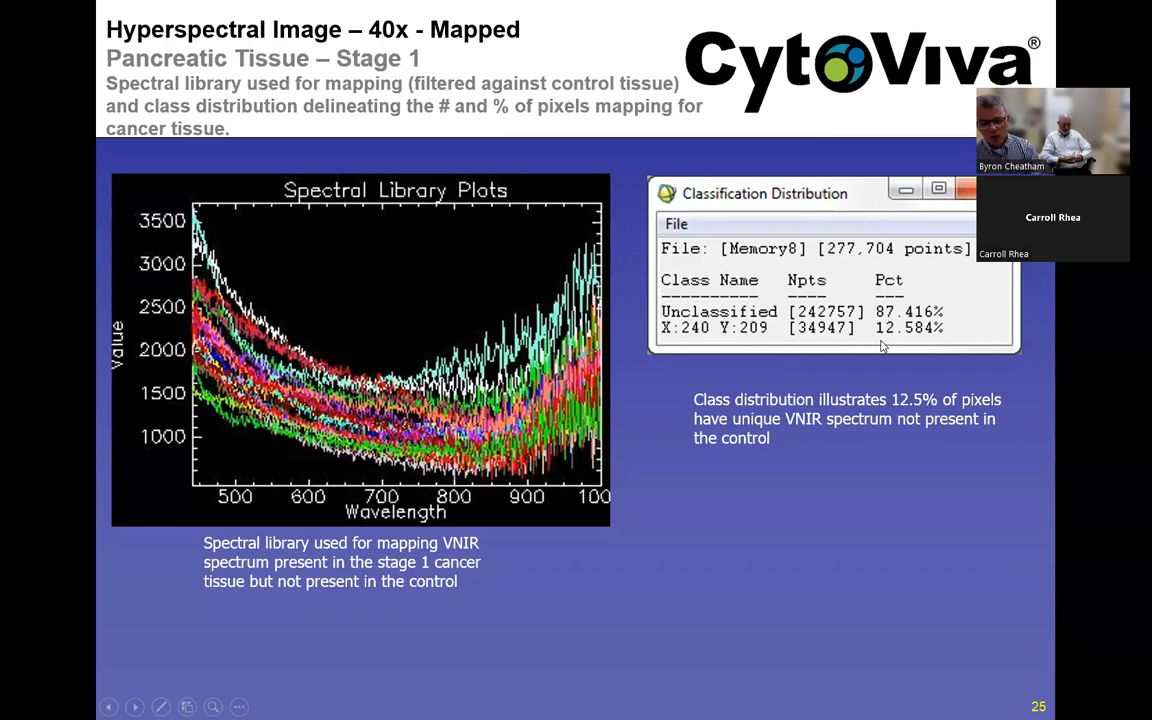 Hyperspectral Image – 40x - Mapped
Pancreatic Tissue – Stage 1
Spectral library used for mapping (filtered against control tissue)
and class distribution delineating the # and % of pixels mapping for
cancer tissue.
CytoViva®
Byron Cheatham
Carroll Rhea
Carroll Rhea
Spectral Library Plots
3500
3000
2500
2000
1500
1000
Value
500 600 700 800 900 100
Wavelength
Classification Distribution
File
File: [Memory8] [277,704 points]
Class Name Npts Pct
---------- ---- ---
Unclassified [242757] 87.416%
X:240 Y:209 [34947] 12.584%
Class distribution illustrates 12.5% of pixels
have unique VNIR spectrum not present in
the control
Spectral library used for mapping VNIR
spectrum present in the stage 1 cancer
tissue but not present in the control
25